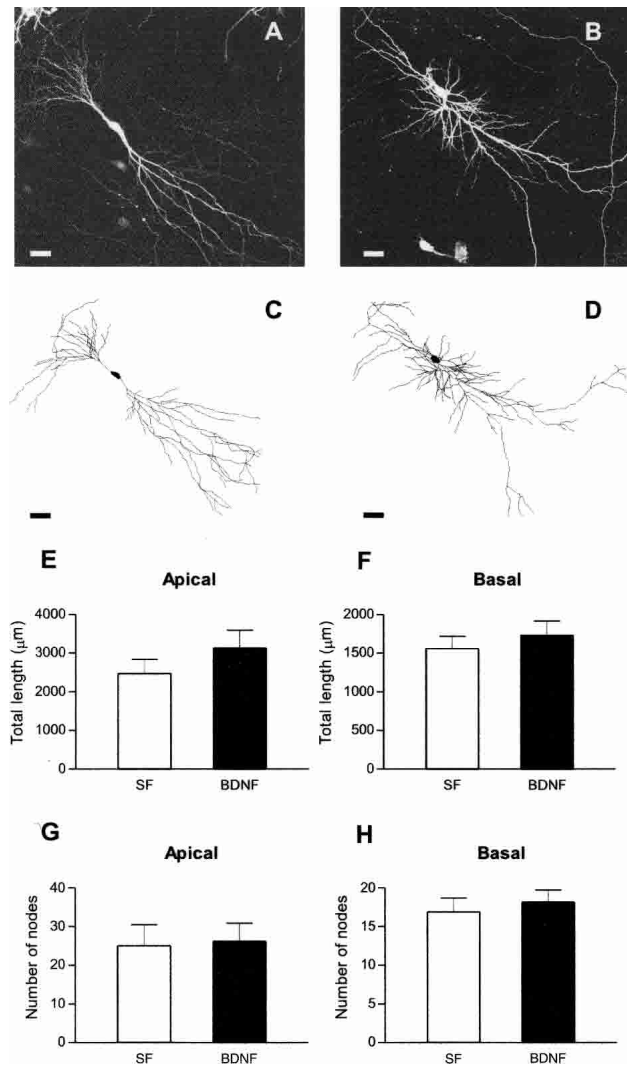 A
B
C
D
E
Apical
Total length (μm)
4000
3000
2000
1000
0
SF
BDNF
F
Basal
Total length (μm)
2000
1500
1000
500
0
SF
BDNF
G
Apical
Number of nodes
40
30
20
10
0
SF
BDNF
H
Basal
Number of nodes
20
15
10
5
0
SF
BDNF